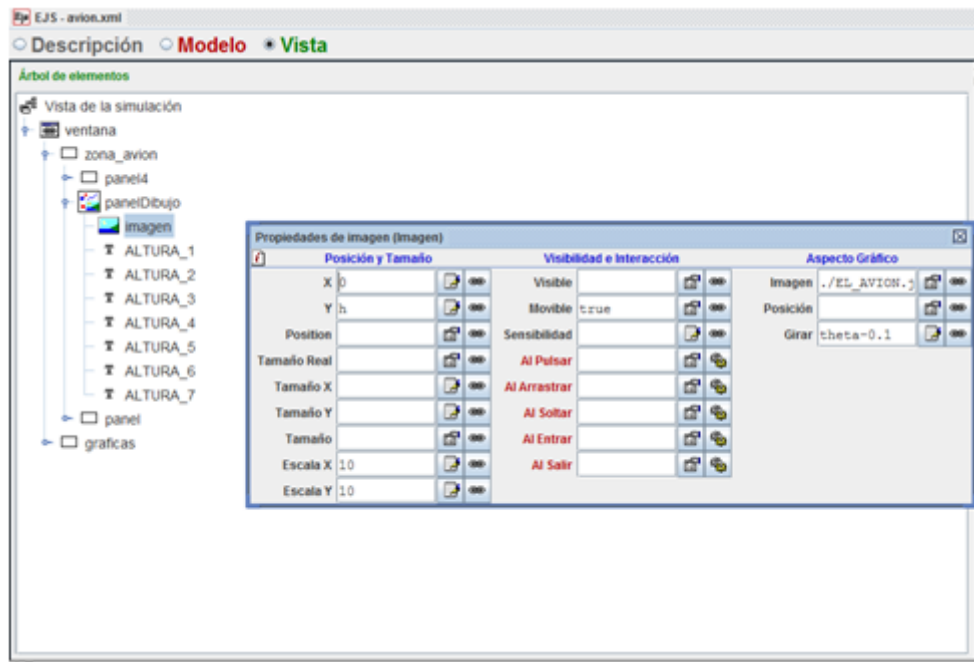 EJS - avion.xml
Descripción Modelo Vista
Árbol de elementos
Vista de la simulación
ventana
zona_avion
panel4
panelDibujo
imagen
ALTURA_1
ALTURA_2
ALTURA_3
ALTURA_4
ALTURA_5
ALTURA_6
ALTURA_7
panel
graficas
Propiedades de imagen (Imagen)
Posición y Tamaño Visibilidad e Interacción Aspecto Gráfico
X 0 Visible Imagen ./EL_AVION.j
Y h Movible true Posición
Position Sensibilidad Girar theta-0.1
Tamaño Real Al Pulsar
Tamaño X Al Arrastrar
Tamaño Y Al Soltar
Tamaño Al Entrar
Escala X 10 Al Salir
Escala Y 10